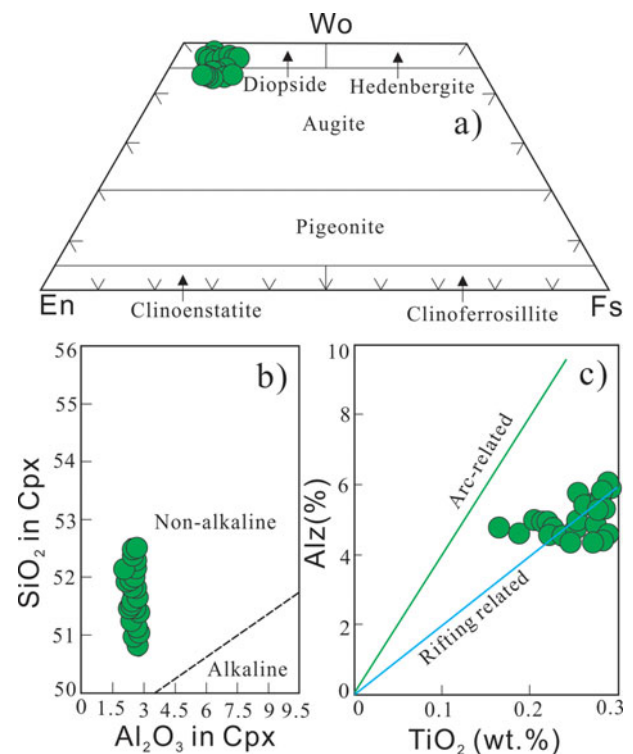 Wo
Diopside Hedenbergite
a)
Augite
Pigeonite
En Fs
Clinoenstatite Clinoferrosillite
b)
SiO₂ in Cpx
56
55
54
53
52
51
50
Non-alkaline
Alkaline
0 1.5 3 4.5 6 7.5 9.5
Al₂O₃ in Cpx
c)
Alz(%)
10
8
6
4
2
0
Arc-related
Rifting related
0 0.1 0.2 0.3
TiO₂ (wt.%)